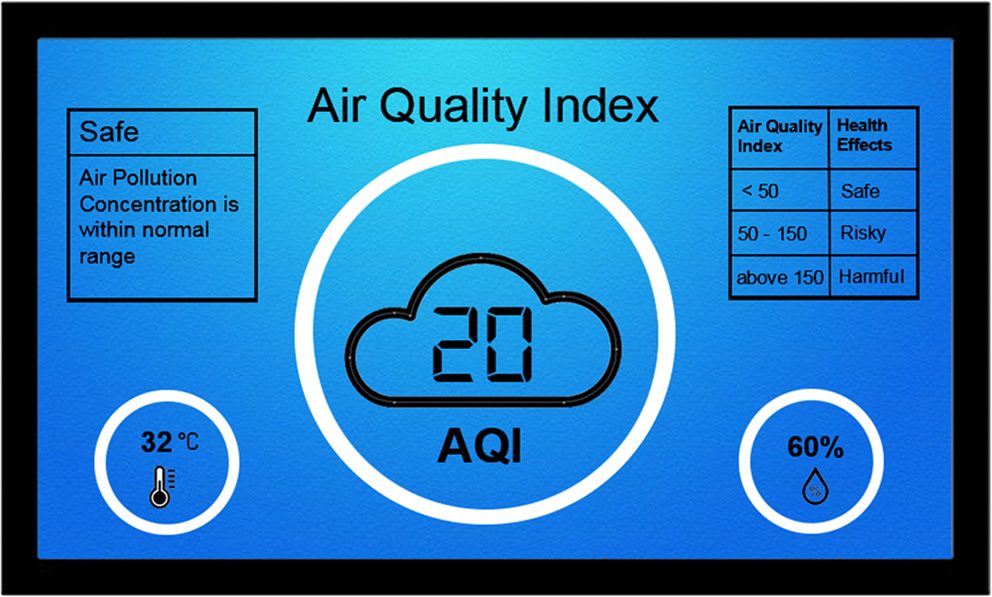 Air Quality Index
Safe
Air Pollution
Concentration is
within normal
range
Air Quality Index
Health Effects
< 50
Safe
50 - 150
Risky
above 150
Harmful
20
AQI
32 °C
60%
%